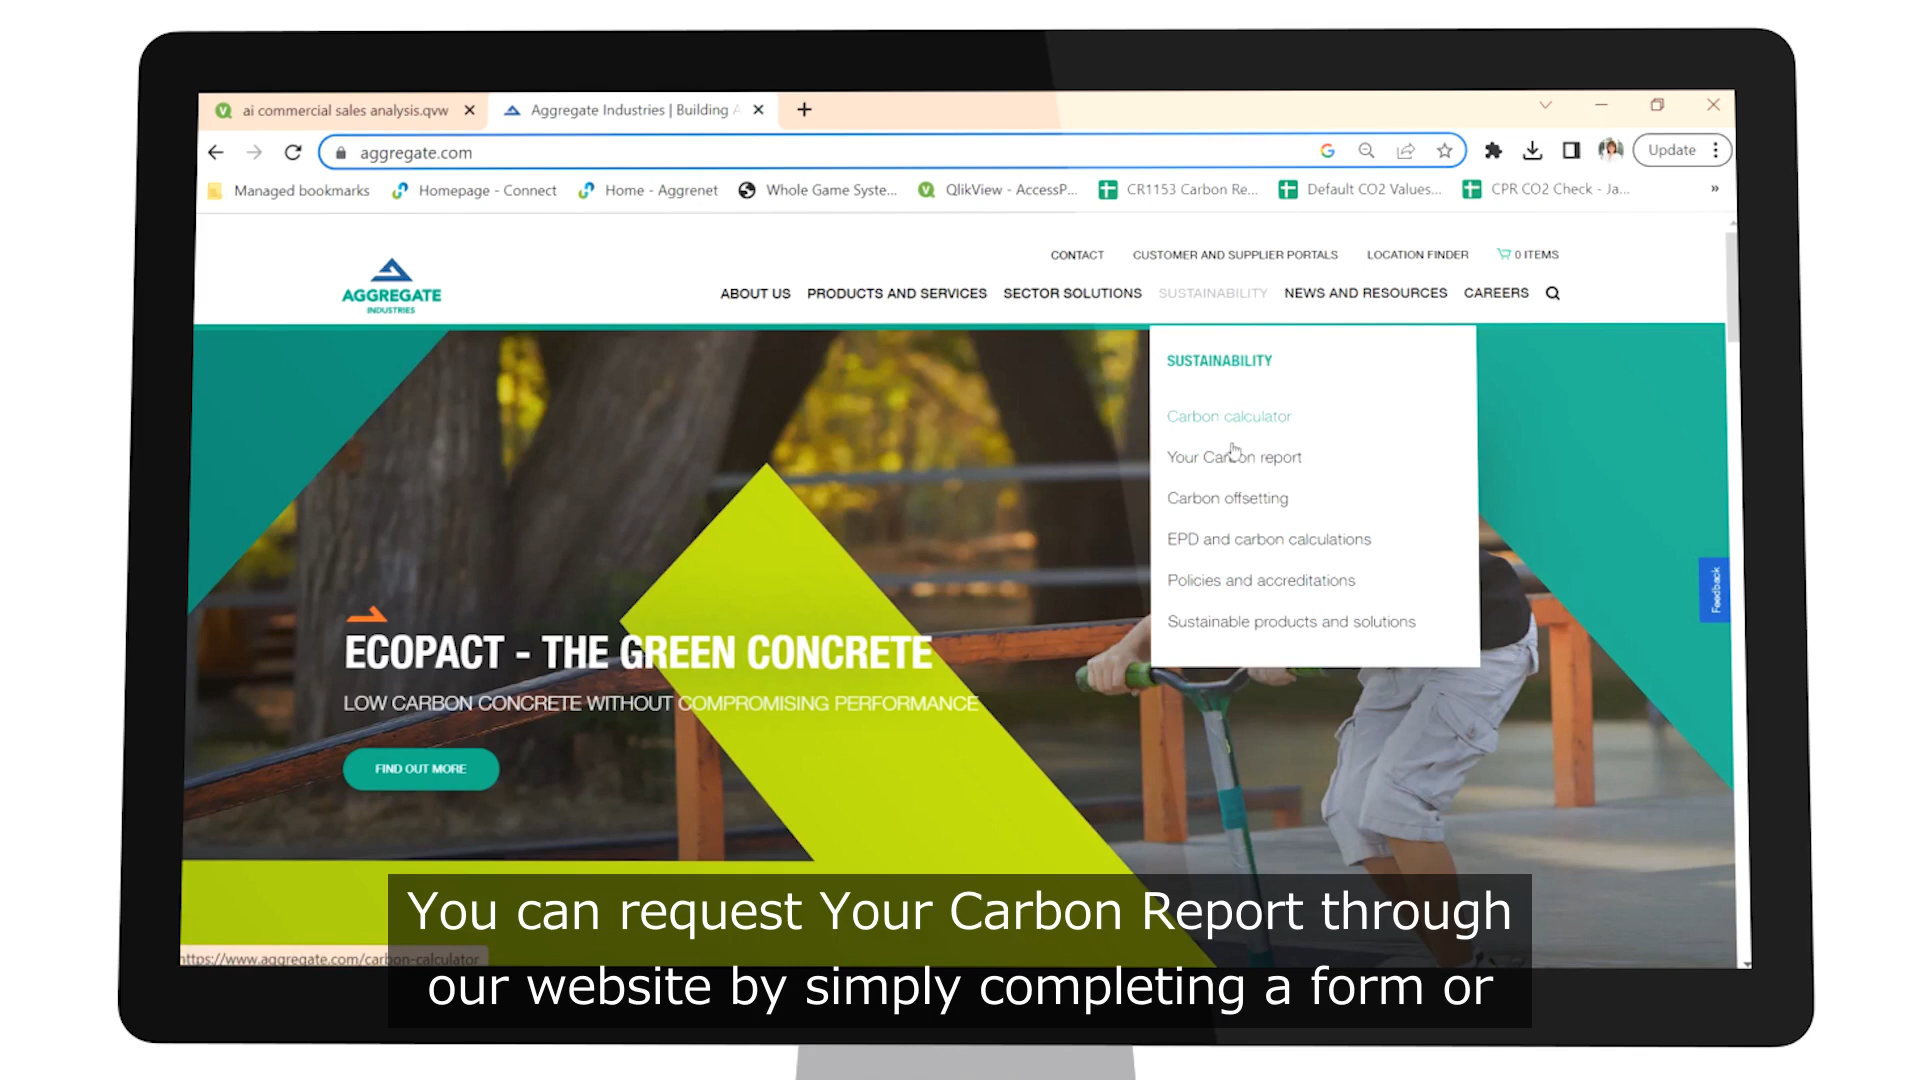 ai commercial sales analysis.qvw
Aggregate Industries | Building A
aggregate.com
Update
Managed bookmarks
Homepage - Connect
Home - Aggrenet
Whole Game Syste...
QlikView - AccessP...
CR1153 Carbon Re...
Default CO2 Values...
CPR CO2 Check - Ja...
»
CONTACT
CUSTOMER AND SUPPLIER PORTALS
LOCATION FINDER
0 ITEMS
AGGREGATE
INDUSTRIES
ABOUT US
PRODUCTS AND SERVICES
SECTOR SOLUTIONS
SUSTAINABILITY
NEWS AND RESOURCES
CAREERS
SUSTAINABILITY
Carbon calculator
Your Carbon report
Carbon offsetting
EPD and carbon calculations
Policies and accreditations
Sustainable products and solutions
Feedback
ECOPACT - THE GREEN CONCRETE
LOW CARBON CONCRETE WITHOUT COMPROMISING PERFORMANCE
FIND OUT MORE
https://www.aggregate.com/carbon-calculator
You can request Your Carbon Report through
our website by simply completing a form or